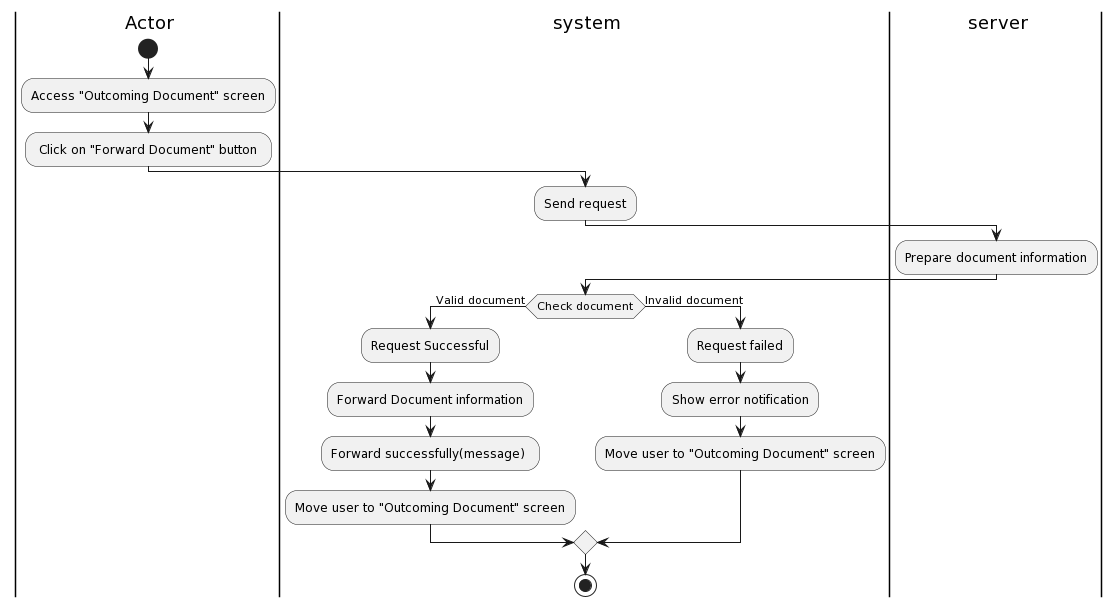 Actor
system
server
Access "Outcoming Document" screen
Click on "Forward Document" button
Send request
Prepare document information
Valid document
Check document
Invalid document
Request Successful
Request failed
Forward Document information
Show error notification
Forward successfully(message)
Move user to "Outcoming Document" screen
Move user to "Outcoming Document" screen